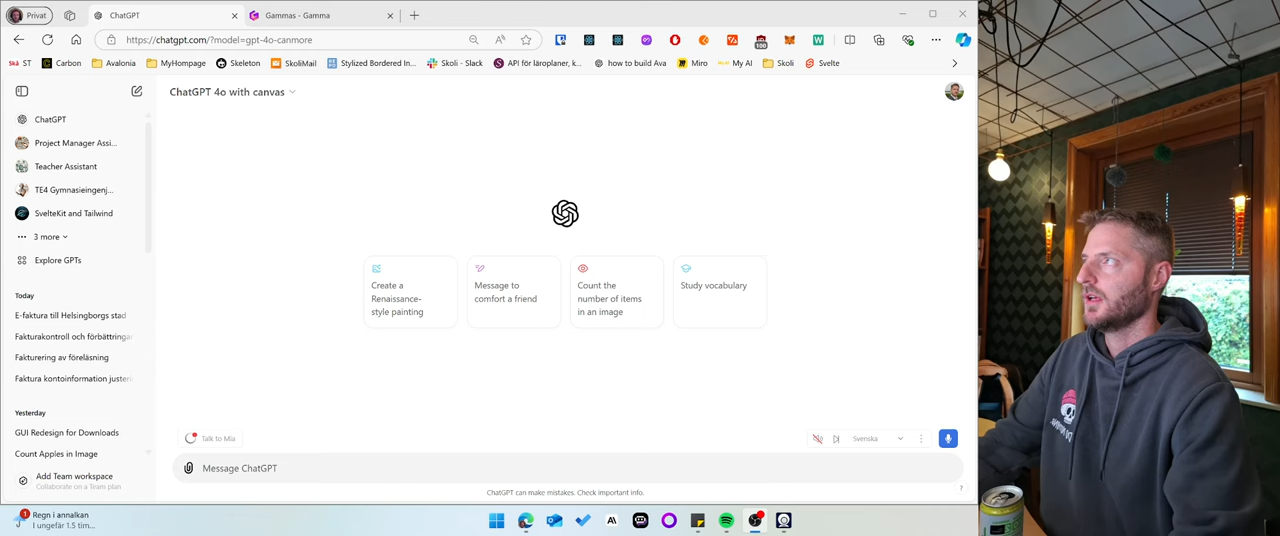 Privat
ChatGPT
Gammas - Gamma
https://chatgpt.com/?model=gpt-4o-canmore
100
Ska ST
Carbon
Avalonia
MyHompage
Skeleton
SkoliMail
Stylized Bordered In...
Skoli - Slack
API för läroplaner, k...
how to build Ava
Miro
My AI
Skoli
Svelte
ChatGPT 4o with canvas
ChatGPT
Project Manager Assi...
Teacher Assistant
TE4 Gymnasieingenj...
SvelteKit and Tailwind
3 more
Explore GPTs
Today
E-faktura till Helsingborgs stad
Fakturakontroll och förbättringar
Fakturering av föreläsning
Faktura kontoinformation juster
Yesterday
GUI Redesign for Downloads
Count Apples in Image
Add Team workspace
Collaborate on a Team plan
Create a
Renaissance-
style painting
Message to
comfort a friend
Count the
number of items
in an image
Study vocabulary
Talk to Mia
Svenska
Message ChatGPT
ChatGPT can make mistakes. Check important info.
?
1
Regn i annalkan
I ungefär 1.5 tim...